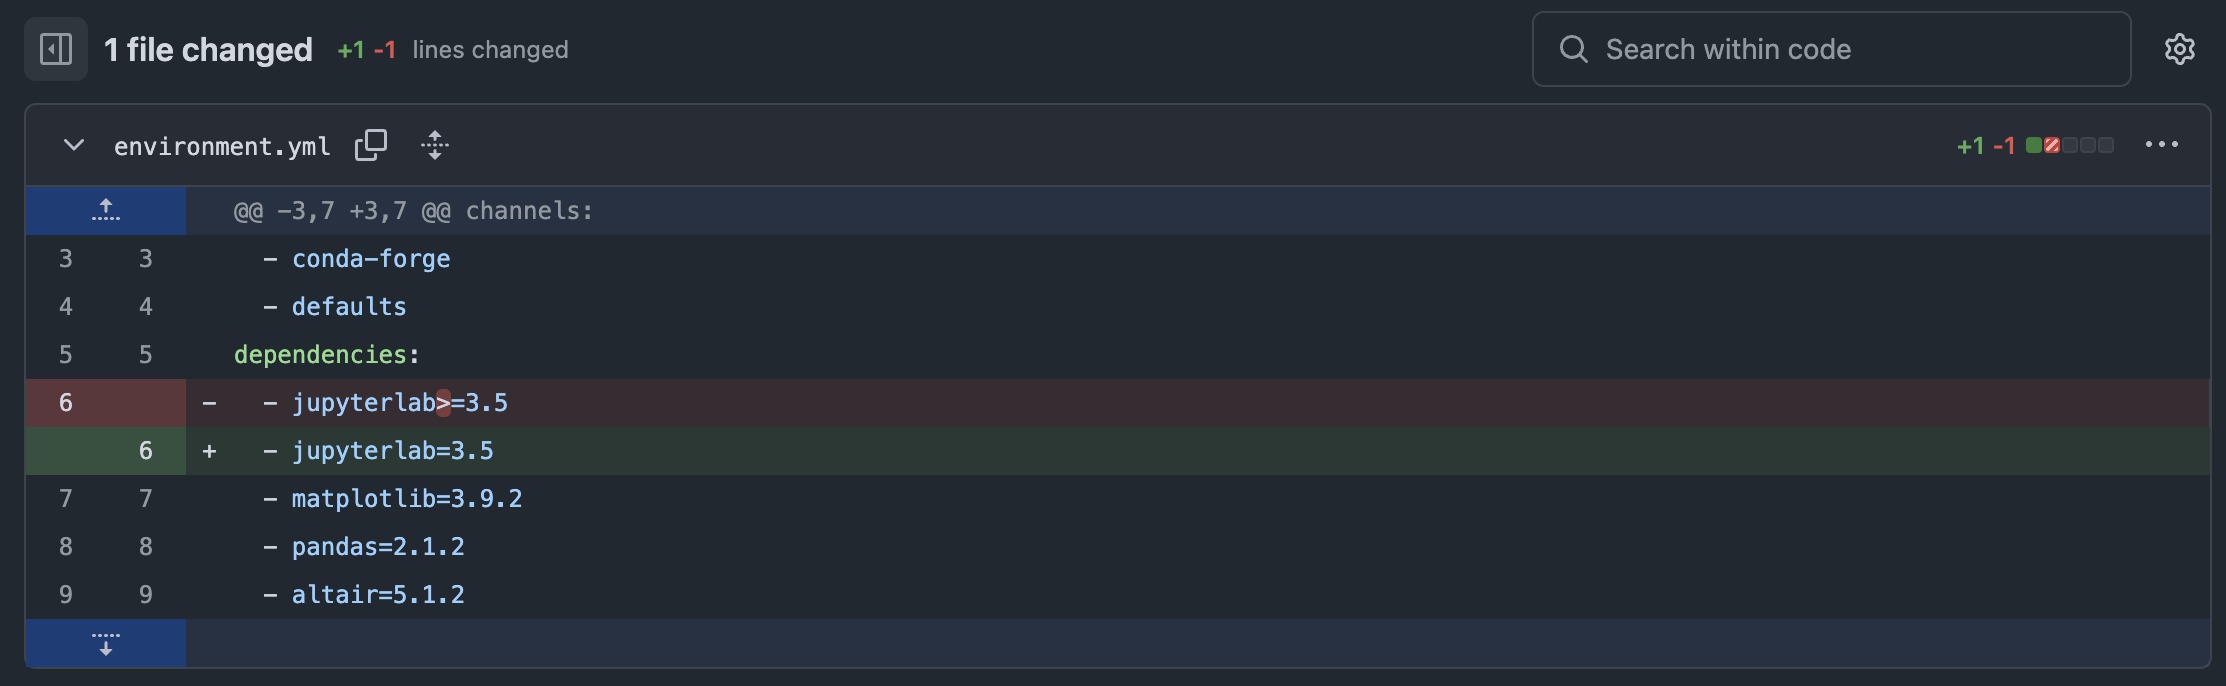 1 file changed +1 -1 lines changed Search within code
environment.yml +1 -1
@@ -3,7 +3,7 @@ channels:
3 3 - conda-forge
4 4 - defaults
5 5 dependencies:
6 - - jupyterlab>=3.5
6 + - jupyterlab=3.5
7 7 - matplotlib=3.9.2
8 8 - pandas=2.1.2
9 9 - altair=5.1.2